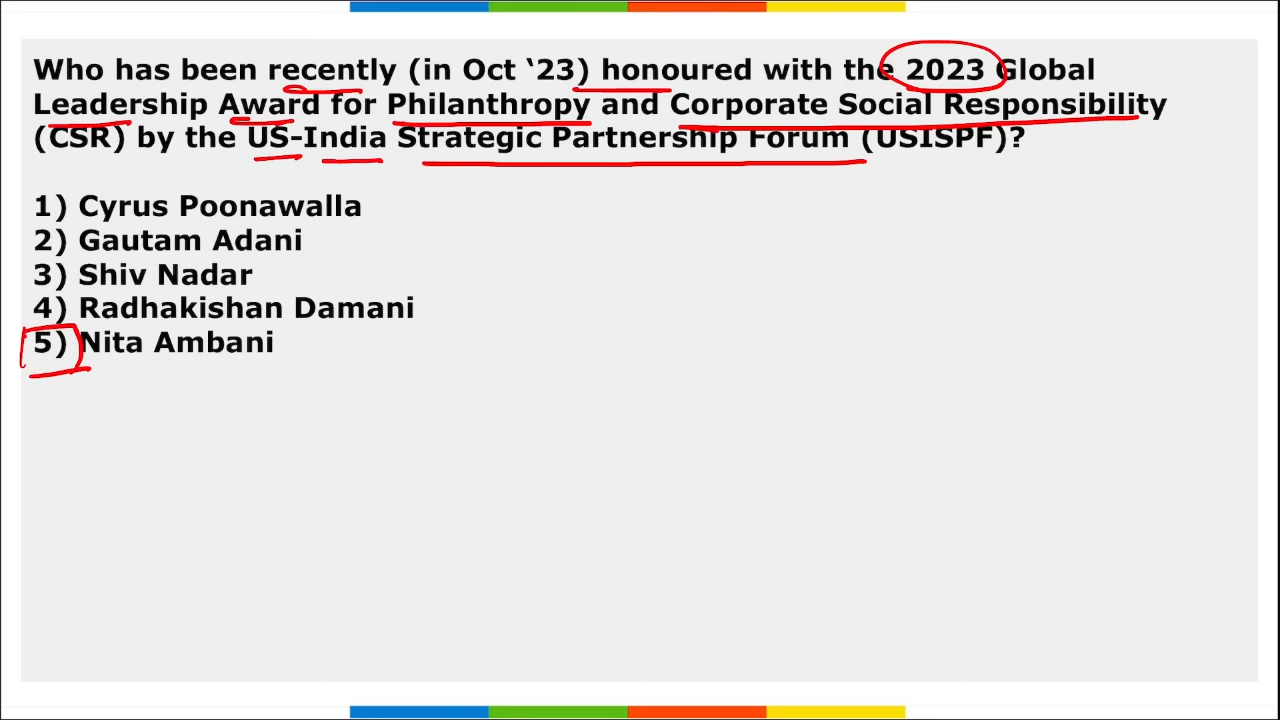 Who has been recently (in Oct ‘23) honoured with the 2023 Global
Leadership Award for Philanthropy and Corporate Social Responsibility
(CSR) by the US-India Strategic Partnership Forum (USISPF)?
1) Cyrus Poonawalla
2) Gautam Adani
3) Shiv Nadar
4) Radhakishan Damani
5) Nita Ambani